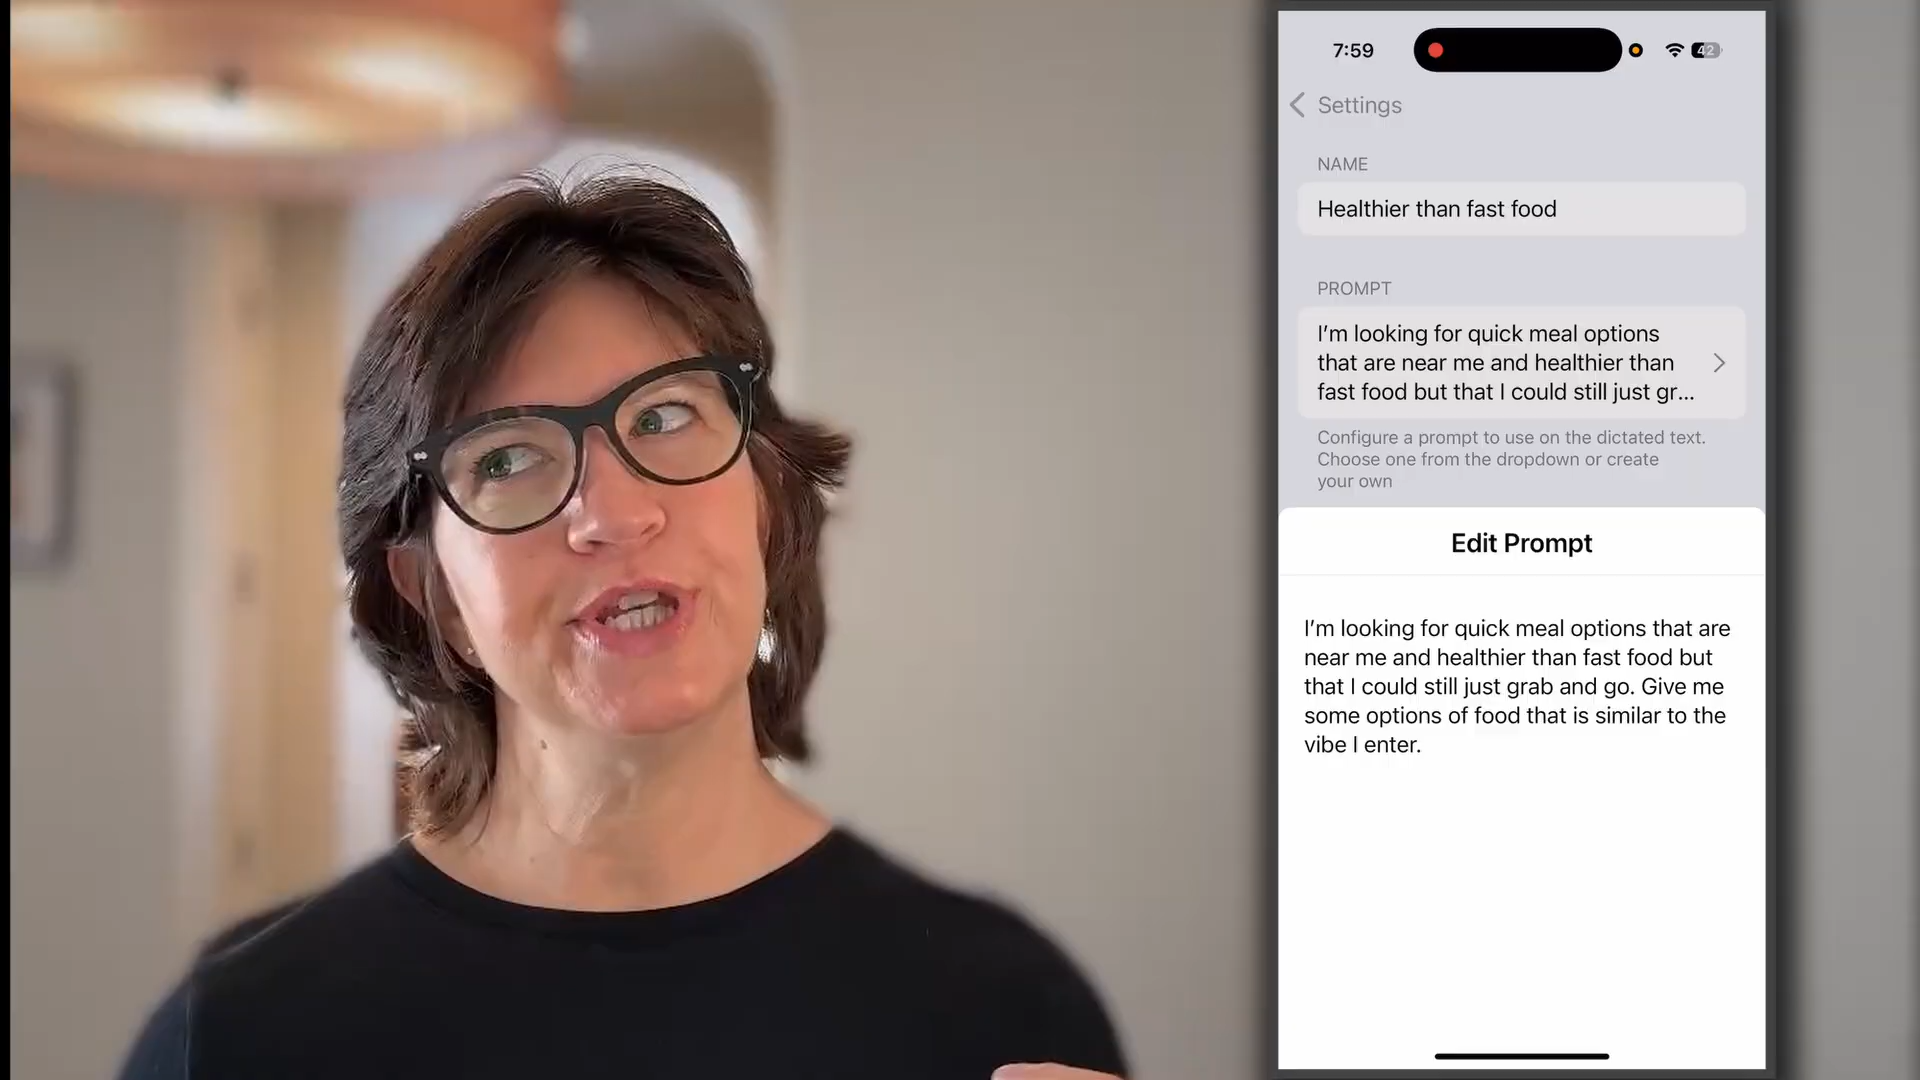 7:59
42
Settings
NAME
Healthier than fast food
PROMPT
I'm looking for quick meal options
that are near me and healthier than
fast food but that I could still just gr...
Configure a prompt to use on the dictated text.
Choose one from the dropdown or create
your own
Edit Prompt
I'm looking for quick meal options that are
near me and healthier than fast food but
that I could still just grab and go. Give me
some options of food that is similar to the
vibe I enter.